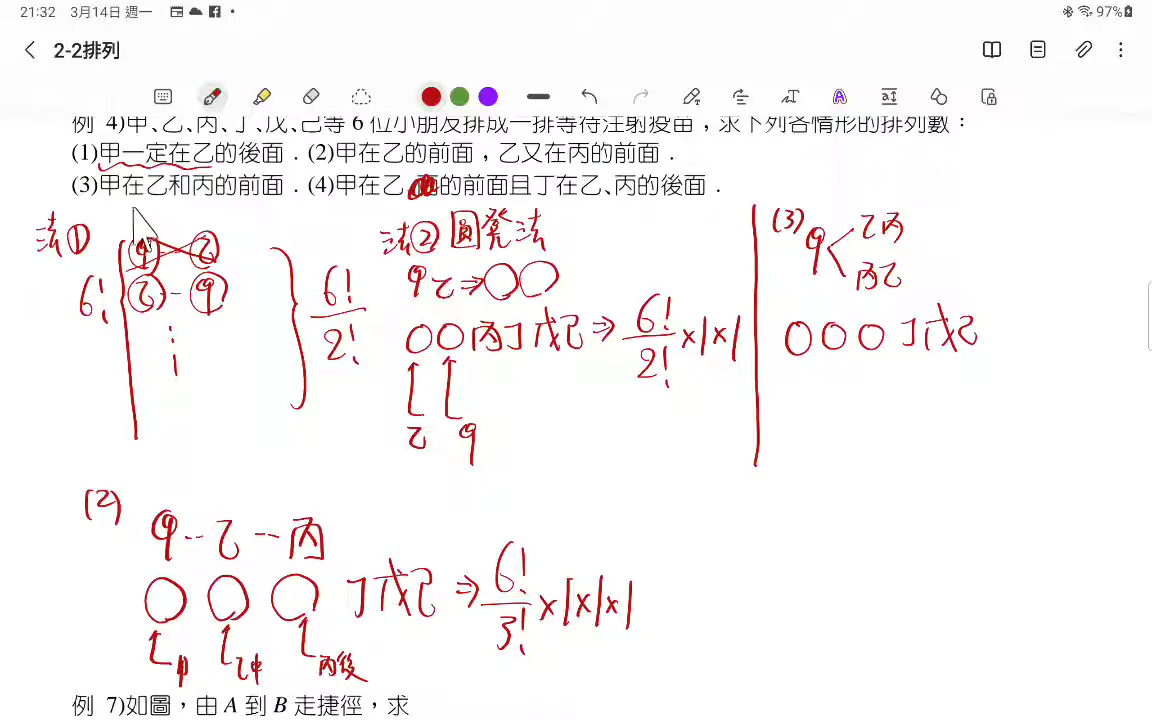 21:32 3月14日 週一 97%
2-2排列
例 4)甲、乙、丙、丁、戊、己等 6 位小朋友排成一排等待注射疫苗，求下列各情形的排列數：
(1)甲一定在乙的後面．(2)甲在乙的前面，乙又在丙的前面．
(3)甲在乙和丙的前面．(4)甲在乙 的前面且丁在乙、丙的後面．
法①
6!
甲 乙
乙--甲
6!/2!
法② 圓凳法
甲乙⇒○○
○○丙丁戊己⇒6!/2!×1×1
乙 甲
(3)
甲 乙丙
丙乙
○○○丁戊己
(2)
甲--乙--丙
○○○丁戊己⇒6!/3!×1×1×1
甲 乙中 丙後
例 7)如圖，由 A 到 B 走捷徑，求